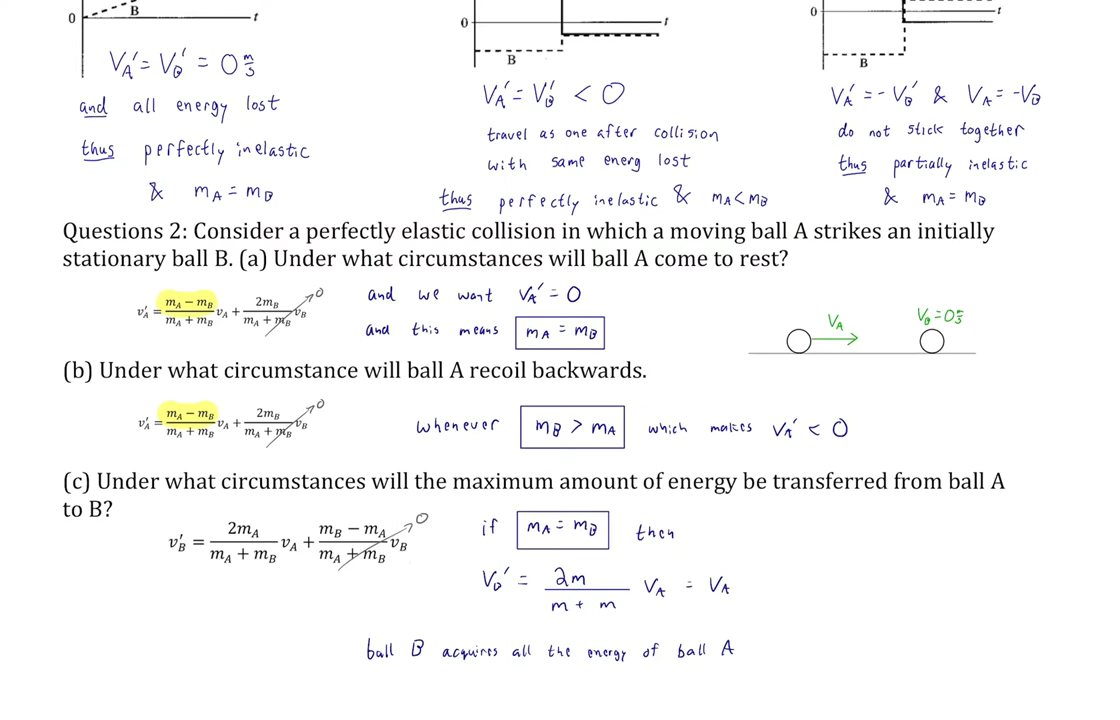 0 B t
0 t
B
0 t
B
V_A' = V_B' = 0 m/s
and all energy lost
thus perfectly inelastic
& m_A = m_B
V_A' = V_B' < 0
travel as one after collision
with same energ lost
thus perfectly inelastic & m_A < m_B
V_A' = - V_B' & V_A = -V_B
do not stick together
thus partially inelastic
& m_A = m_B
Questions 2: Consider a perfectly elastic collision in which a moving ball A strikes an initially
stationary ball B. (a) Under what circumstances will ball A come to rest?
v_A' = (m_A − m_B)/(m_A + m_B) v_A + (2m_B)/(m_A + m_B) v_B 0
and we want V_A' = 0
and this means m_A = m_B
V_A V_B = 0 m/s
(b) Under what circumstance will ball A recoil backwards.
v_A' = (m_A − m_B)/(m_A + m_B) v_A + (2m_B)/(m_A + m_B) v_B 0
whenever m_B > m_A which makes V_A' < 0
(c) Under what circumstances will the maximum amount of energy be transferred from ball A
to B?
v_B' = (2m_A)/(m_A + m_B) v_A + (m_B − m_A)/(m_A + m_B) v_B 0
if m_A = m_B then
V_B' = 2m/(m + m) V_A = V_A
ball B acquires all the energy of ball A